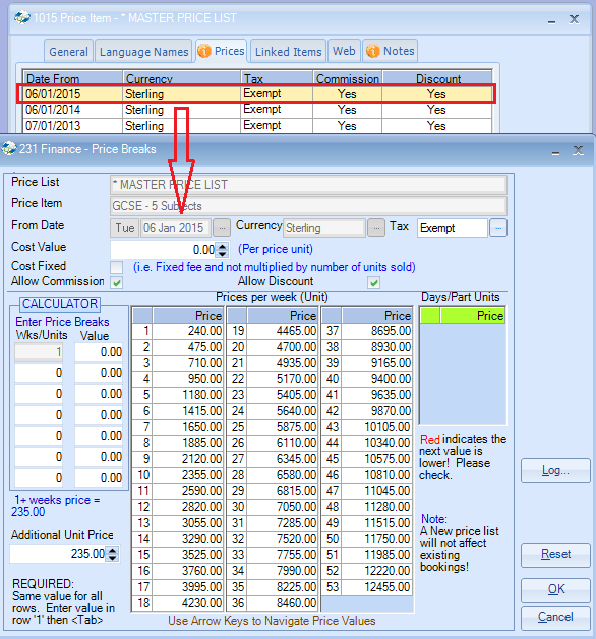 1015 Price Item - * MASTER PRICE LIST
General Language Names Prices Linked Items Web Notes
Date From Currency Tax Commission Discount
06/01/2015 Sterling Exempt Yes Yes
06/01/2014 Sterling Exempt Yes Yes
07/01/2013 Sterling Exempt Yes Yes
231 Finance - Price Breaks
Price List * MASTER PRICE LIST
Price Item GCSE - 5 Subjects
From Date Tue 06 Jan 2015 ... Currency Sterling ... Tax Exempt ...
Cost Value 0.00 (Per price unit)
Cost Fixed (i.e. Fixed fee and not multiplied by number of units sold)
Allow Commission Allow Discount
CALCULATOR Prices per week (Unit) Days/Part Units
Enter Price Breaks
Wks/Units Value
1 0.00
0 0.00
0 0.00
0 0.00
0 0.00
0 0.00
0 0.00
1+ weeks price =
235.00
Additional Unit Price
235.00
REQUIRED:
Same value for all
rows. Enter value in
row '1' then <Tab>
Price Price Price
1 240.00 19 4465.00 37 8695.00
2 475.00 20 4700.00 38 8930.00
3 710.00 21 4935.00 39 9165.00
4 950.00 22 5170.00 40 9400.00
5 1180.00 23 5405.00 41 9635.00
6 1415.00 24 5640.00 42 9870.00
7 1650.00 25 5875.00 43 10105.00
8 1885.00 26 6110.00 44 10340.00
9 2120.00 27 6345.00 45 10575.00
10 2355.00 28 6580.00 46 10810.00
11 2590.00 29 6815.00 47 11045.00
12 2820.00 30 7050.00 48 11280.00
13 3055.00 31 7285.00 49 11515.00
14 3290.00 32 7520.00 50 11750.00
15 3525.00 33 7755.00 51 11985.00
16 3760.00 34 7990.00 52 12220.00
17 3995.00 35 8225.00 53 12455.00
18 4230.00 36 8460.00
Use Arrow Keys to Navigate Price Values
Price
Red indicates the
next value is
lower! Please
check.
Note:
A New price list
will not affect
existing
bookings!
Log...
Reset
OK
Cancel